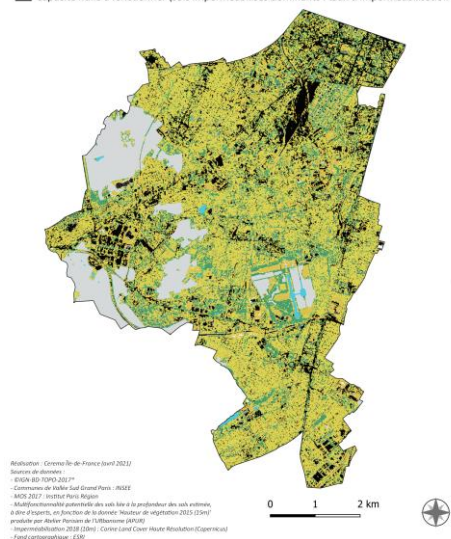 0 1 2 km
Réalisation : Cerema Île-de-France (avril 2021)
Sources de données :
- ©IGN-BD TOPO 2017®
- Communes de Vallée Sud Grand Paris : INSEE
- MOS 2017 : Institut Paris Région
- Multifonctionnalité potentielle des sols liée à la profondeur des sols estimée,
à dire d'experts, en fonction de la donnée 'Hauteur de végétation 2015 (15m)'
produite par Atelier Parisien de l'URbanisme (APUR)
- Imperméabilisation 2018 (10m) : Corine Land Cover Haute Résolution (Copernicus)
- Fond cartographique : ESRI